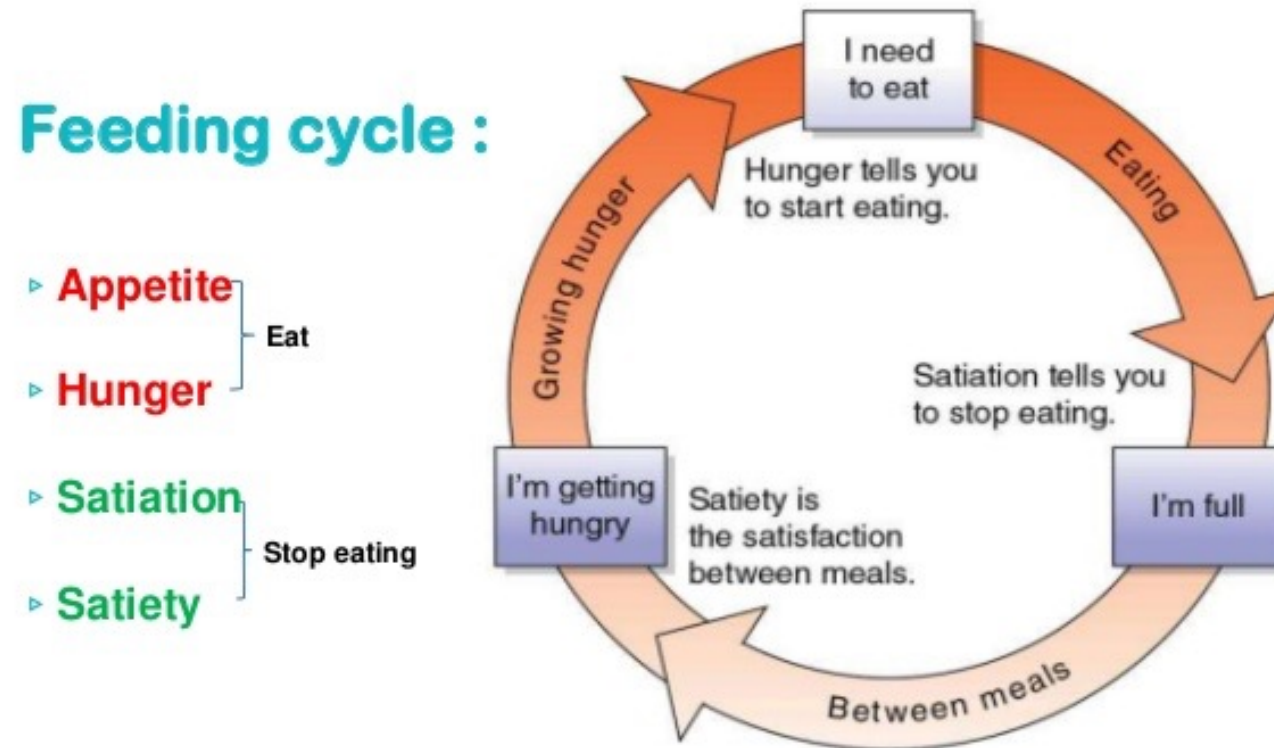 Feeding cycle :
Appetite
Hunger
Eat
Satiation
Satiety
Stop eating
I need
to eat
Hunger tells you
to start eating.
Eating
Satiation tells you
to stop eating.
I'm full
Between meals
Satiety is
the satisfaction
between meals.
I'm getting
hungry
Growing hunger